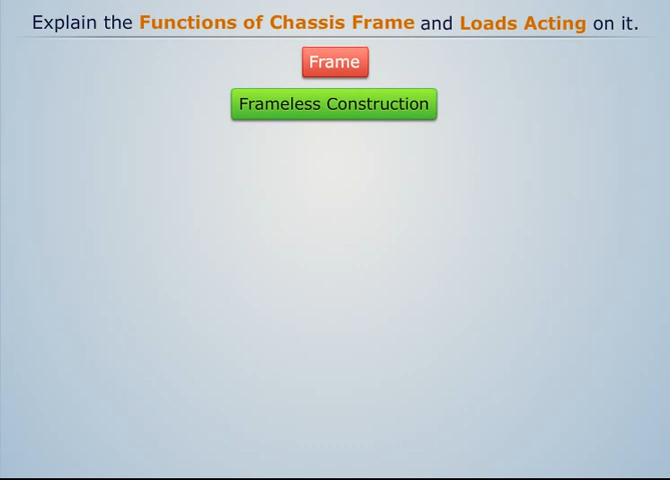 Explain the Functions of Chassis Frame and Loads Acting on it.
Frame
Frameless Construction